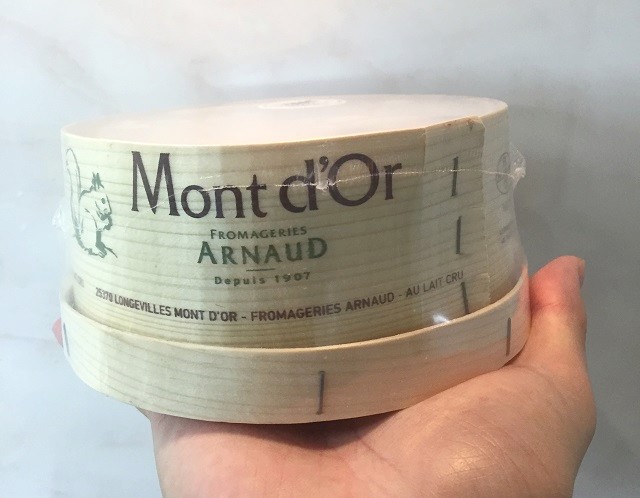 Mont d'Or
FROMAGERIES
ARNAUD
Depuis 1907
25370 LONGEVILLES MONT D'OR - FROMAGERIES ARNAUD - AU LAIT CRU